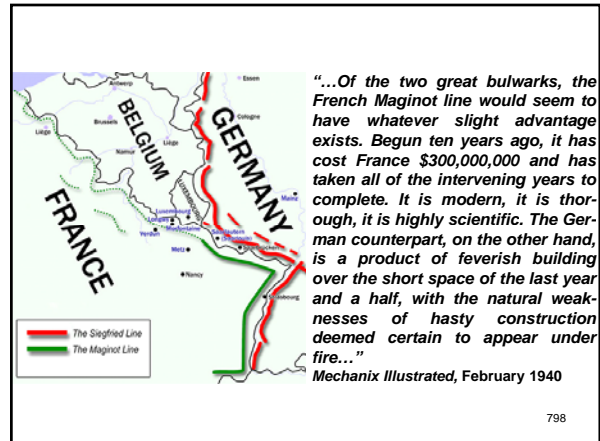 Antwerp
Essen
Brussels
BELGIUM
GERMANY
Cologne
Liège
Liège
Namur
LUXEMBOURG
Mainz
FRANCE
Luxembourg
Longwy
Verdun
Metz
Nancy
Strasbourg
The Siegfried Line
The Maginot Line
“…Of the two great bulwarks, the
French Maginot line would seem to
have whatever slight advantage
exists. Begun ten years ago, it has
cost France $300,000,000 and has
taken all of the intervening years to
complete. It is modern, it is thor-
ough, it is highly scientific. The Ger-
man counterpart, on the other hand,
is a product of feverish building
over the short space of the last year
and a half, with the natural weak-
nesses of hasty construction
deemed certain to appear under
fire…”
Mechanix Illustrated, February 1940
798